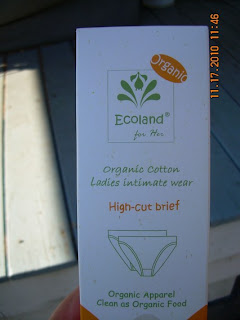 11.17.2010 11:46
Organic
Ecoland®
for Her
Organic Cotton
Ladies intimate wear
High-cut brief
Organic Apparel
Clean as Organic Food